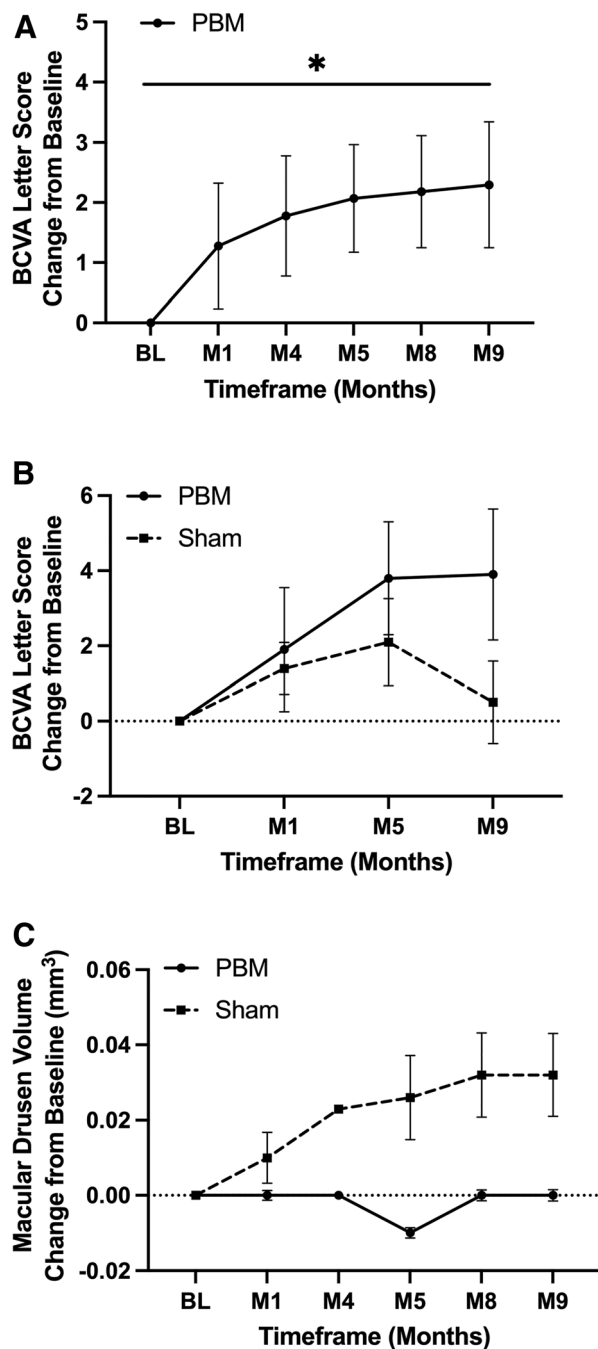 A
PBM
*
BCVA Letter Score
Change from Baseline
5
4
3
2
1
0
BL M1 M4 M5 M8 M9
Timeframe (Months)
B
PBM
Sham
BCVA Letter Score
Change from Baseline
6
4
2
0
-2
BL M1 M5 M9
Timeframe (Months)
C
PBM
Sham
Macular Drusen Volume
Change from Baseline (mm³)
0.06
0.04
0.02
0.00
-0.02
BL M1 M4 M5 M8 M9
Timeframe (Months)